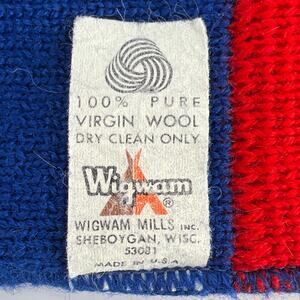 100% PURE
VIRGIN WOOL
DRY CLEAN ONLY
Wigwam
®
WIGWAM MILLS INC.
SHEBOYGAN, WISC.
53081
MADE IN U.S.A